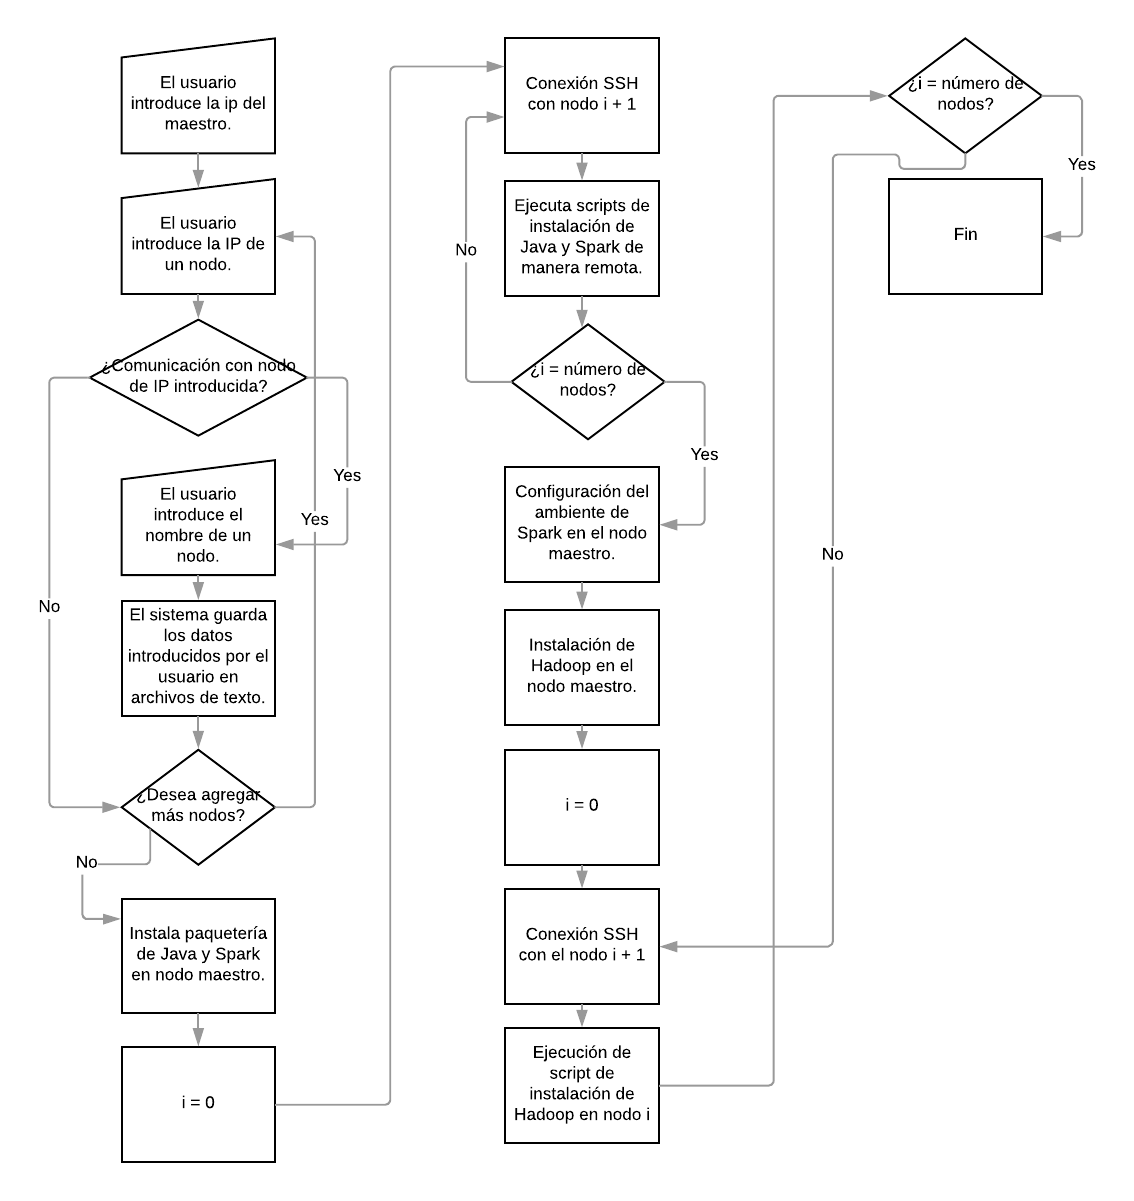 El usuario
introduce la ip del
maestro.
El usuario
introduce la IP de
un nodo.
¿Comunicación con nodo
de IP introducida?
Yes
El usuario
introduce el
nombre de un
nodo.
Yes
No
El sistema guarda
los datos
introducidos por el
usuario en
archivos de texto.
¿Desea agregar
más nodos?
No
Instala paquetería
de Java y Spark
en nodo maestro.
i = 0
Conexión SSH
con nodo i + 1
Ejecuta scripts de
instalación de
Java y Spark de
manera remota.
No
¿i = número de
nodos?
Yes
Configuración del
ambiente de
Spark en el nodo
maestro.
Instalación de
Hadoop en el
nodo maestro.
i = 0
Conexión SSH
con el nodo i + 1
Ejecución de
script de
instalación de
Hadoop en nodo i
¿i = número de
nodos?
Yes
Fin
No